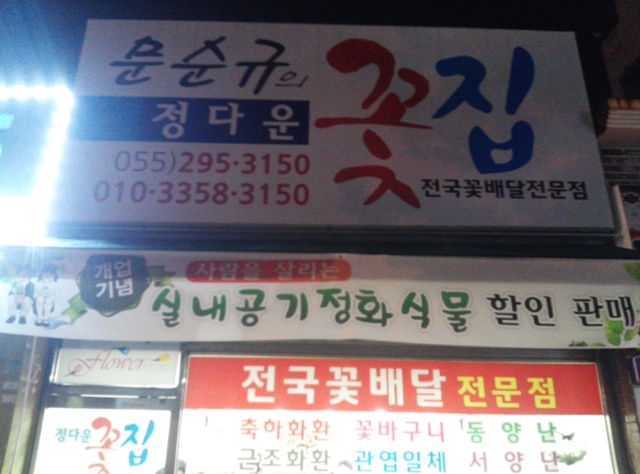 문순규의
정다운
꽃집
055)295·3150
010·3358·3150
전국꽃배달전문점
개업
기념
사람을 살리는
실내공기정화식물 할인 판매
Flower
전국꽃배달 전문점
정다운 꽃집
축하화환 꽃바구니 동양난
근조화환 관엽일체 서양난